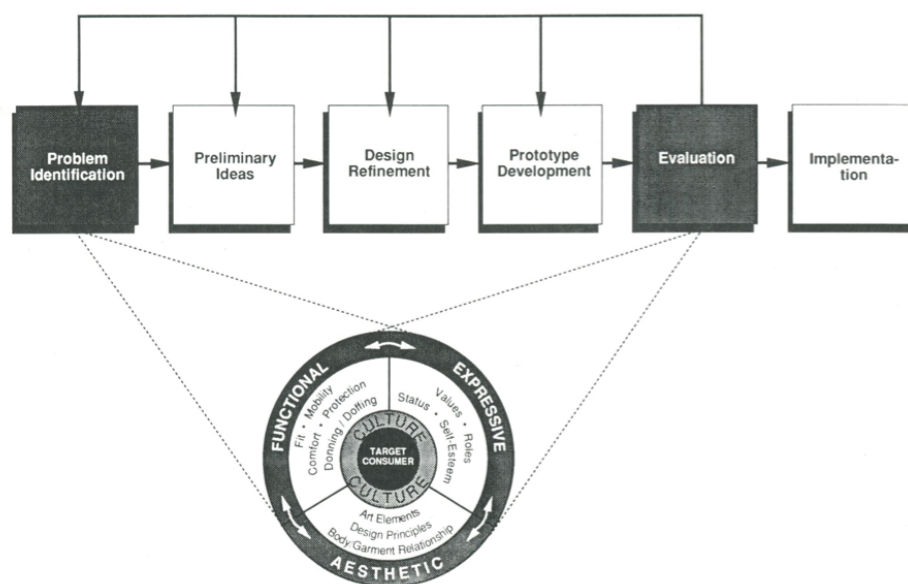 Problem
Identification
Preliminary
Ideas
Design
Refinement
Prototype
Development
Evaluation
Implementa-
tion
FUNCTIONAL
EXPRESSIVE
AESTHETIC
Fit • Mobility
Comfort • Protection
Donning / Doffing
Values • Roles
Status • Self-Esteem
CULTURE
TARGET
CONSUMER
CULTURE
Art Elements
Design Principles
Body/Garment Relationship